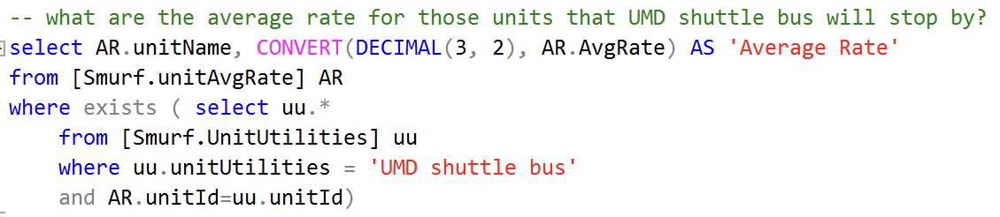 -- what are the average rate for those units that UMD shuttle bus will stop by?
select AR.unitName, CONVERT(DECIMAL(3, 2), AR.AvgRate) AS 'Average Rate'
from [Smurf.unitAvgRate] AR
where exists ( select uu.*
    from [Smurf.UnitUtilities] uu
    where uu.unitUtilities = 'UMD shuttle bus'
    and AR.unitId=uu.unitId)